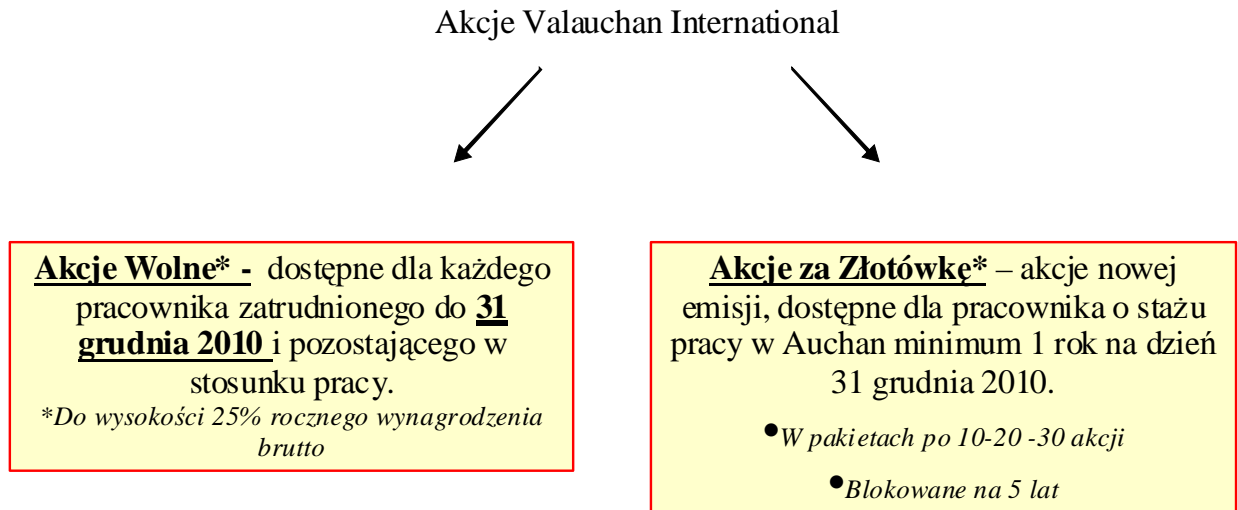 Akcje Valauchan International
Akcje Wolne* - dostępne dla każdego
pracownika zatrudnionego do 31
grudnia 2010 i pozostającego w
stosunku pracy.
*Do wysokości 25% rocznego wynagrodzenia
brutto
Akcje za Złotówkę* – akcje nowej
emisji, dostępne dla pracownika o stażu
pracy w Auchan minimum 1 rok na dzień
31 grudnia 2010.
•W pakietach po 10-20 -30 akcji
•Blokowane na 5 lat